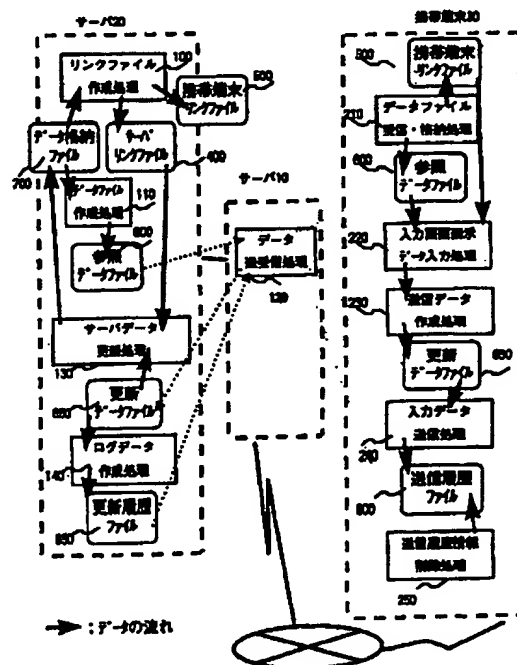 サーバ20
100
リンクファイル
作成処理
500
携帯端末
リンクファイル
データ格納
ファイル
700
サーバ
リンクファイル
400
データファイル
作成処理
110
600
参照
データファイル
サーバデータ
更新処理
130
更新
データファイル
650
ログデータ
作成処理
140
更新履歴
ファイル
850
サーバ10
データ
送受信処理
120
携帯端末30
500
携帯端末
リンクファイル
データファイル
受信・格納処理
210
600
参照
データファイル
220
入力画面表示
データ入力処理
230
送信データ
作成処理
更新
データファイル
650
入力データ
送信処理
240
送信履歴
ファイル
800
送信履歴情報
削除処理
250
:データの流れ